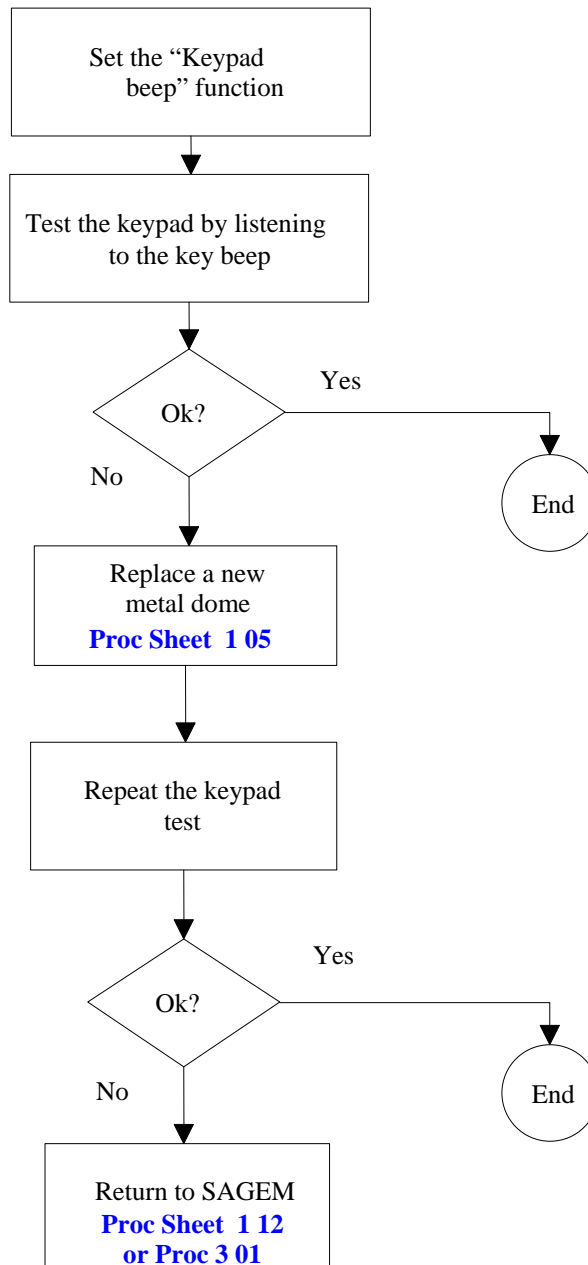 Set the “Keypad
beep” function
Test the keypad by listening
to the key beep
Ok?
Yes
No
End
Replace a new
metal dome
Proc Sheet 1 05
Repeat the keypad
test
Ok?
Yes
No
End
Return to SAGEM
Proc Sheet 1 12
or Proc 3 01